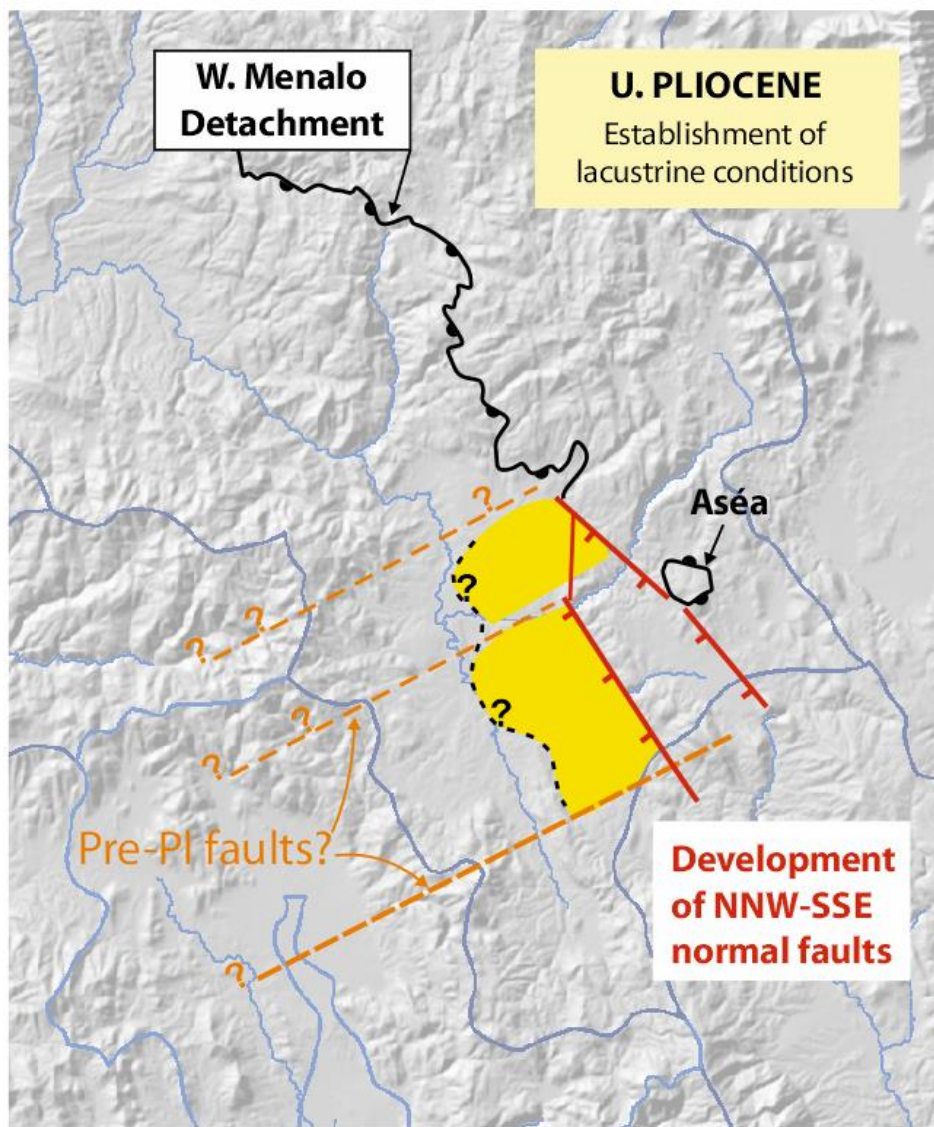 W. Menalo
Detachment
U. PLIOCENE
Establishment of
lacustrine conditions
Aséa
?
?
?
?
?
?
?
?
Pre-Pl faults?
Development
of NNW-SSE
normal faults